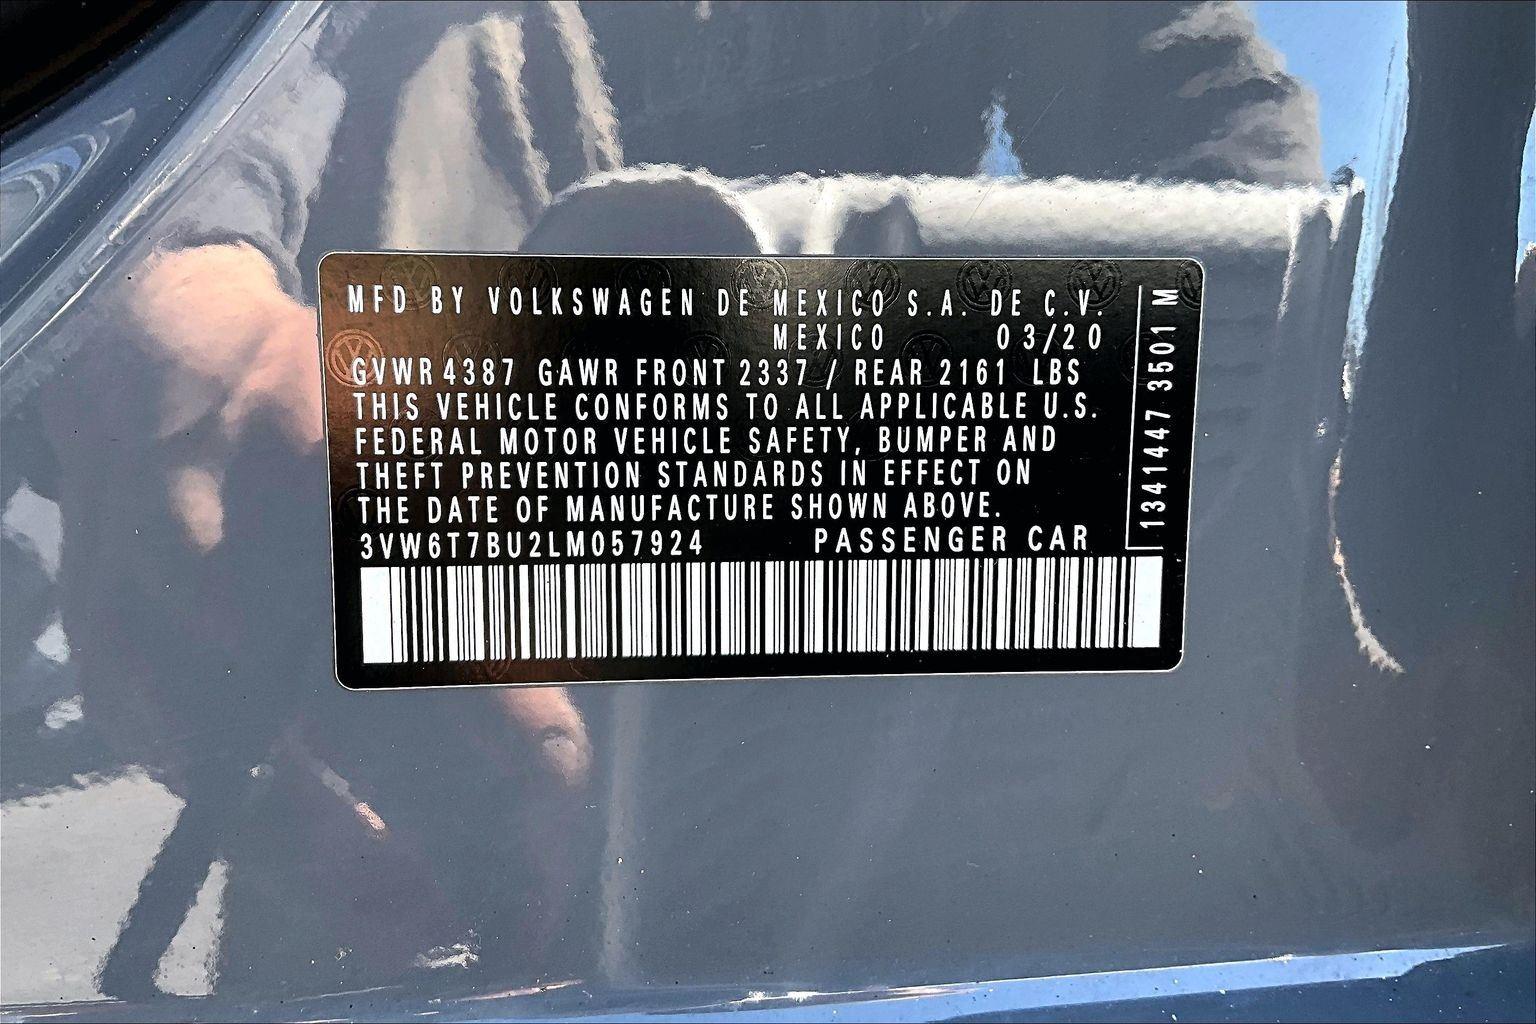 MFD BY VOLKSWAGEN DE MEXICO S.A. DE C.V.
MEXICO 03/20
GVWR 4387 GAWR FRONT 2337 / REAR 2161 LBS
THIS VEHICLE CONFORMS TO ALL APPLICABLE U.S.
FEDERAL MOTOR VEHICLE SAFETY, BUMPER AND
THEFT PREVENTION STANDARDS IN EFFECT ON
THE DATE OF MANUFACTURE SHOWN ABOVE.
3VW6T7BU2LM057924 PASSENGER CAR
134147 3501 M